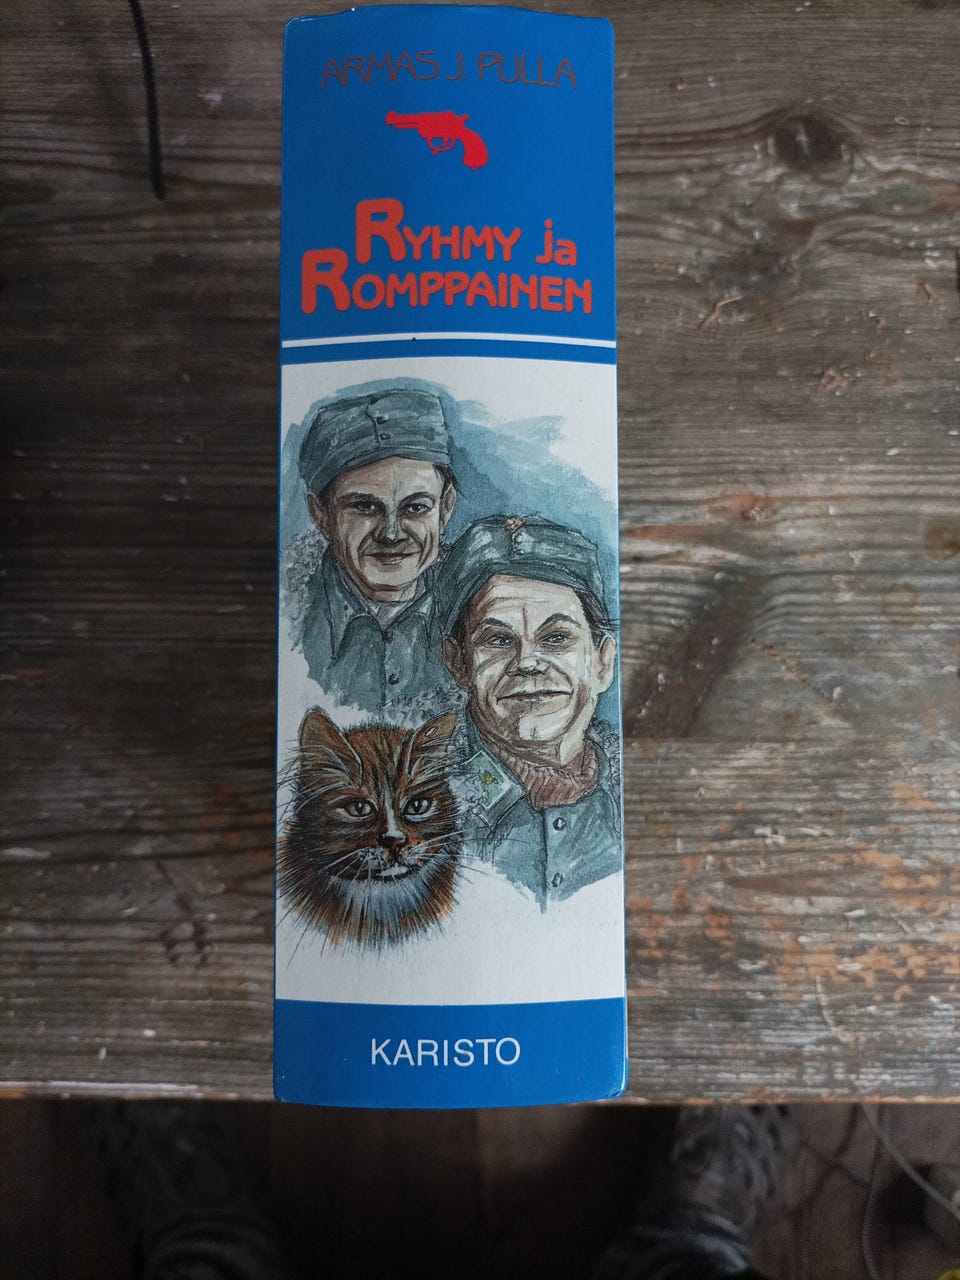 ARMAS J. PULLA
RYHMY ja
ROMPPAINEN
KARISTO